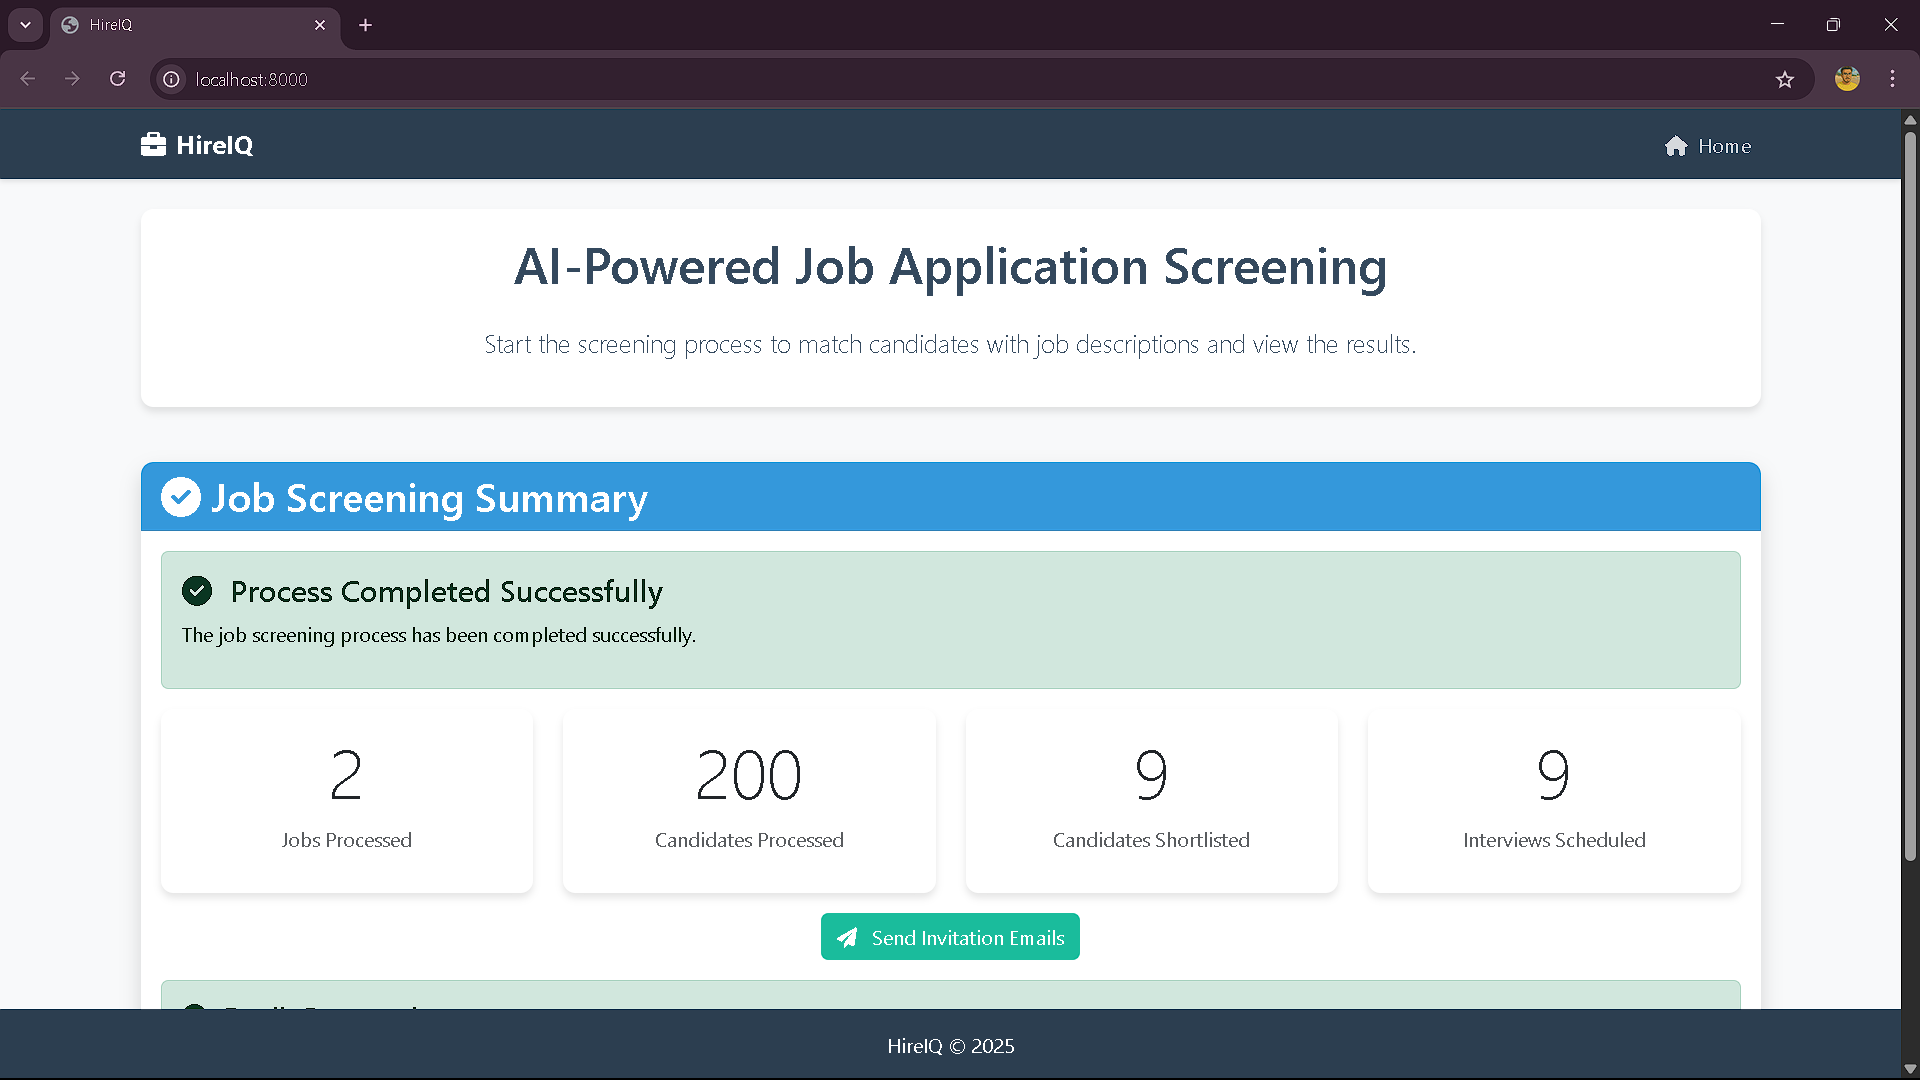 HireIQ
localhost:8000
HireIQ
Home
AI-Powered Job Application Screening
Start the screening process to match candidates with job descriptions and view the results.
Job Screening Summary
Process Completed Successfully
The job screening process has been completed successfully.
2
Jobs Processed
200
Candidates Processed
9
Candidates Shortlisted
9
Interviews Scheduled
Send Invitation Emails
HireIQ © 2025